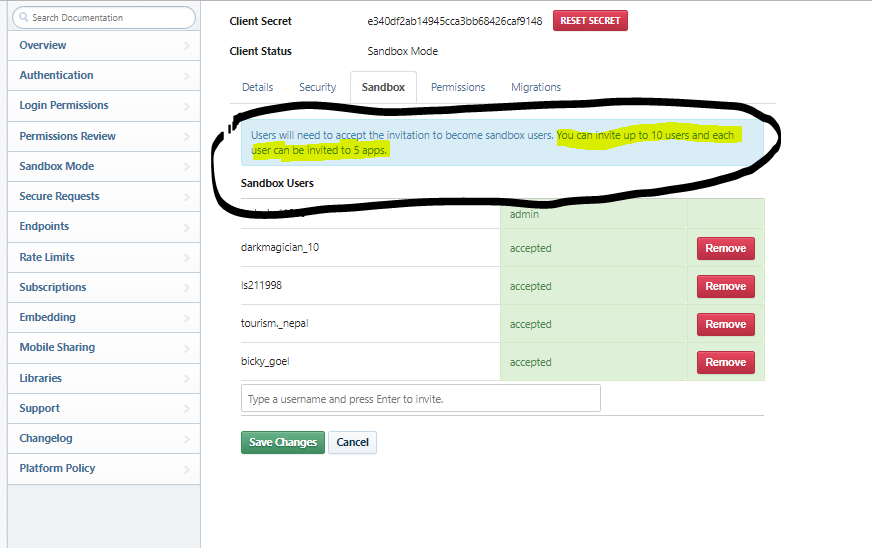 Search Documentation
Overview
Authentication
Login Permissions
Permissions Review
Sandbox Mode
Secure Requests
Endpoints
Rate Limits
Subscriptions
Embedding
Mobile Sharing
Libraries
Support
Changelog
Platform Policy
Client Secret e340df2ab14945cca3bb68426caf9148 RESET SECRET
Client Status Sandbox Mode
Details Security Sandbox Permissions Migrations
Users will need to accept the invitation to become sandbox users. You can invite up to 10 users and each
user can be invited to 5 apps.
Sandbox Users
admin
darkmagician_10 accepted Remove
ls211998 accepted Remove
tourism._nepal accepted Remove
bicky_goel accepted Remove
Type a username and press Enter to invite.
Save Changes Cancel